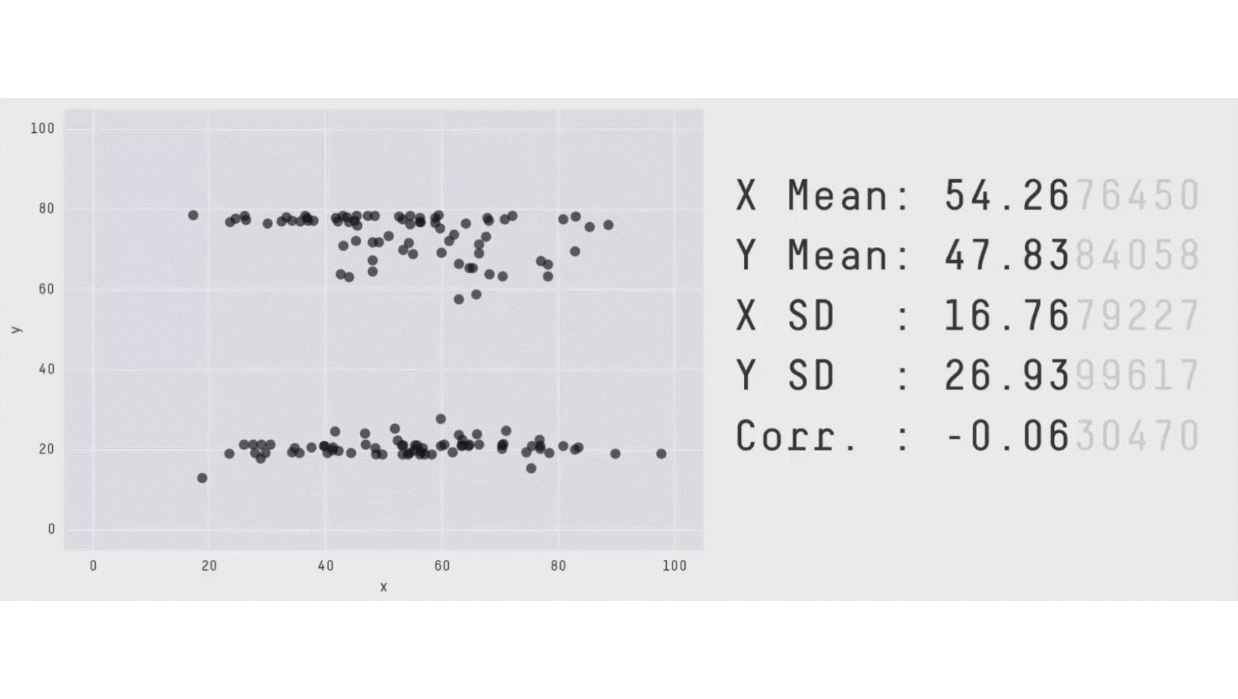 100
80
60
40
20
0
y
0 20 40 60 80 100
x
X Mean: 54.2676450
Y Mean: 47.8384058
X SD : 16.7679227
Y SD : 26.9399617
Corr. : -0.0630470